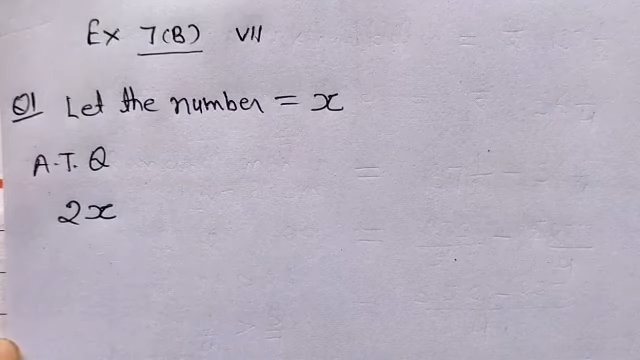 Ex 7(B) VII
Q1 Let the number = x
A.T.Q
2x